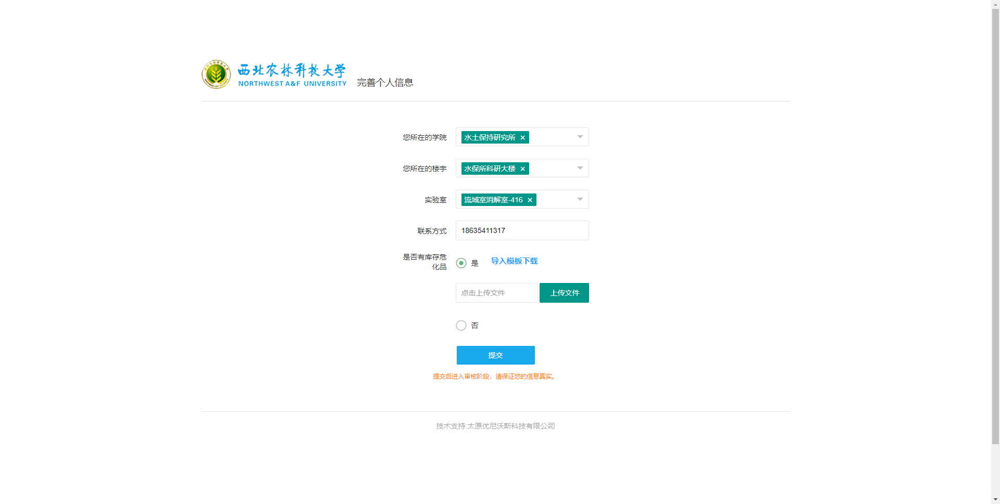 西北农林科技大学
NORTHWEST A&F UNIVERSITY
完善个人信息
您所在的学院 水土保持研究所 ×
您所在的楼宇 水保所科研大楼 ×
实验室 流域室消解室-416 ×
联系方式 18635411317
是否有库存危
化品
是 导入模板下载
点击上传文件 上传文件
否
提交
提交后进入审核阶段，请保证您的信息真实。
技术支持:太原优尼沃斯科技有限公司